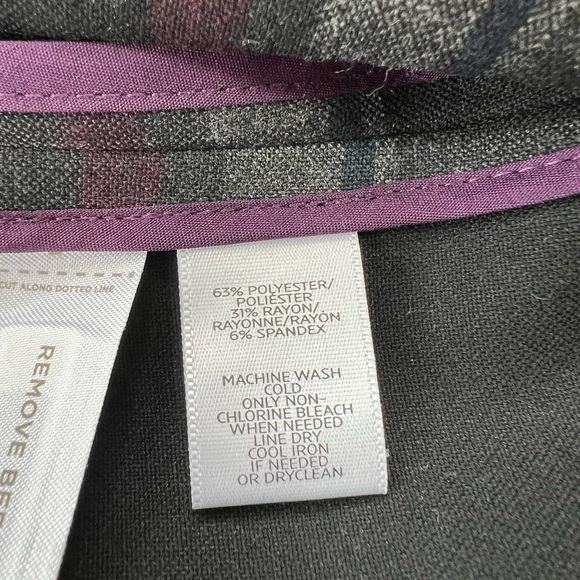 CUT ALONG DOTTED LINE
REMOVE BEF
63% POLYESTER/
POLIÉSTER
31% RAYON/
RAYONNE/RAYÓN
6% SPANDEX
MACHINE WASH
COLD
ONLY NON-
CHLORINE BLEACH
WHEN NEEDED
LINE DRY
COOL IRON
IF NEEDED
OR DRYCLEAN